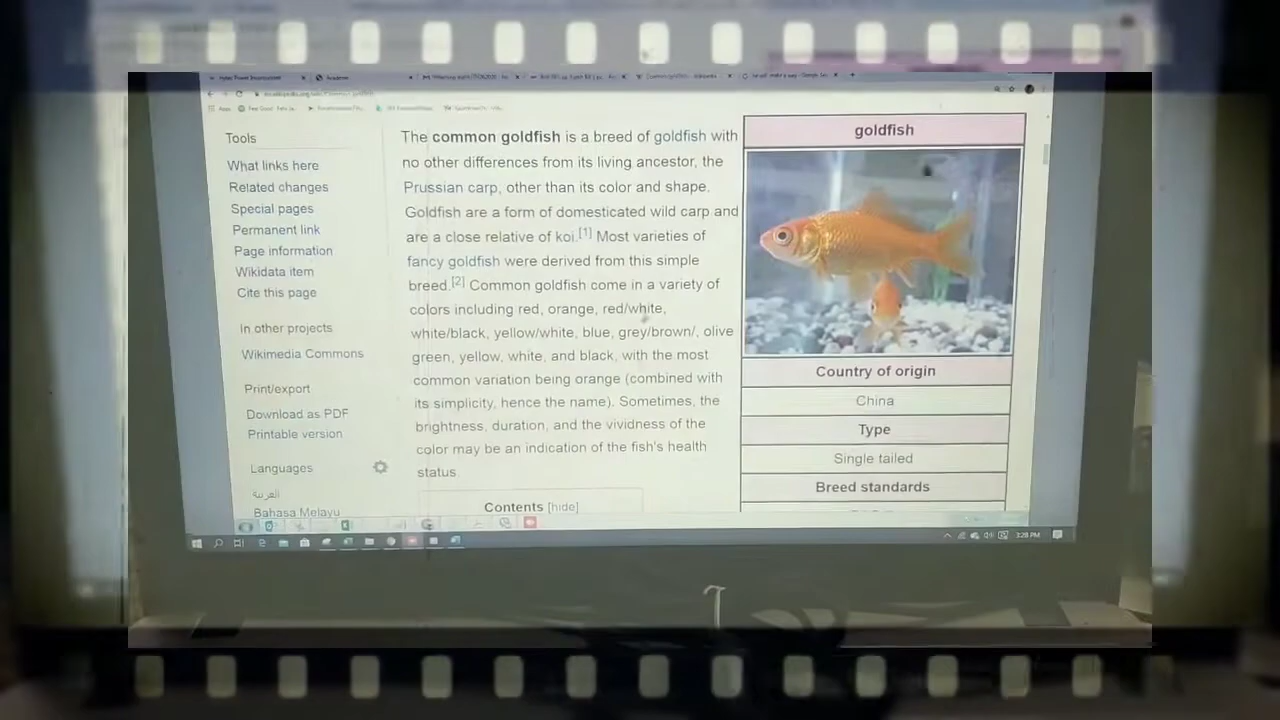 Tools
What links here
Related changes
Special pages
Permanent link
Page information
Wikidata item
Cite this page
In other projects
Wikimedia Commons
Print/export
Download as PDF
Printable version
Languages
العربية
Bahasa Melayu
The common goldfish is a breed of goldfish with
no other differences from its living ancestor, the
Prussian carp, other than its color and shape.
Goldfish are a form of domesticated wild carp and
are a close relative of koi.[1] Most varieties of
fancy goldfish were derived from this simple
breed.[2] Common goldfish come in a variety of
colors including red, orange, red/white,
white/black, yellow/white, blue, grey/brown/, olive
green, yellow, white, and black, with the most
common variation being orange (combined with
its simplicity, hence the name). Sometimes, the
brightness, duration, and the vividness of the
color may be an indication of the fish's health
status.
Contents [hide]
goldfish
Country of origin
China
Type
Single tailed
Breed standards
3:28 PM